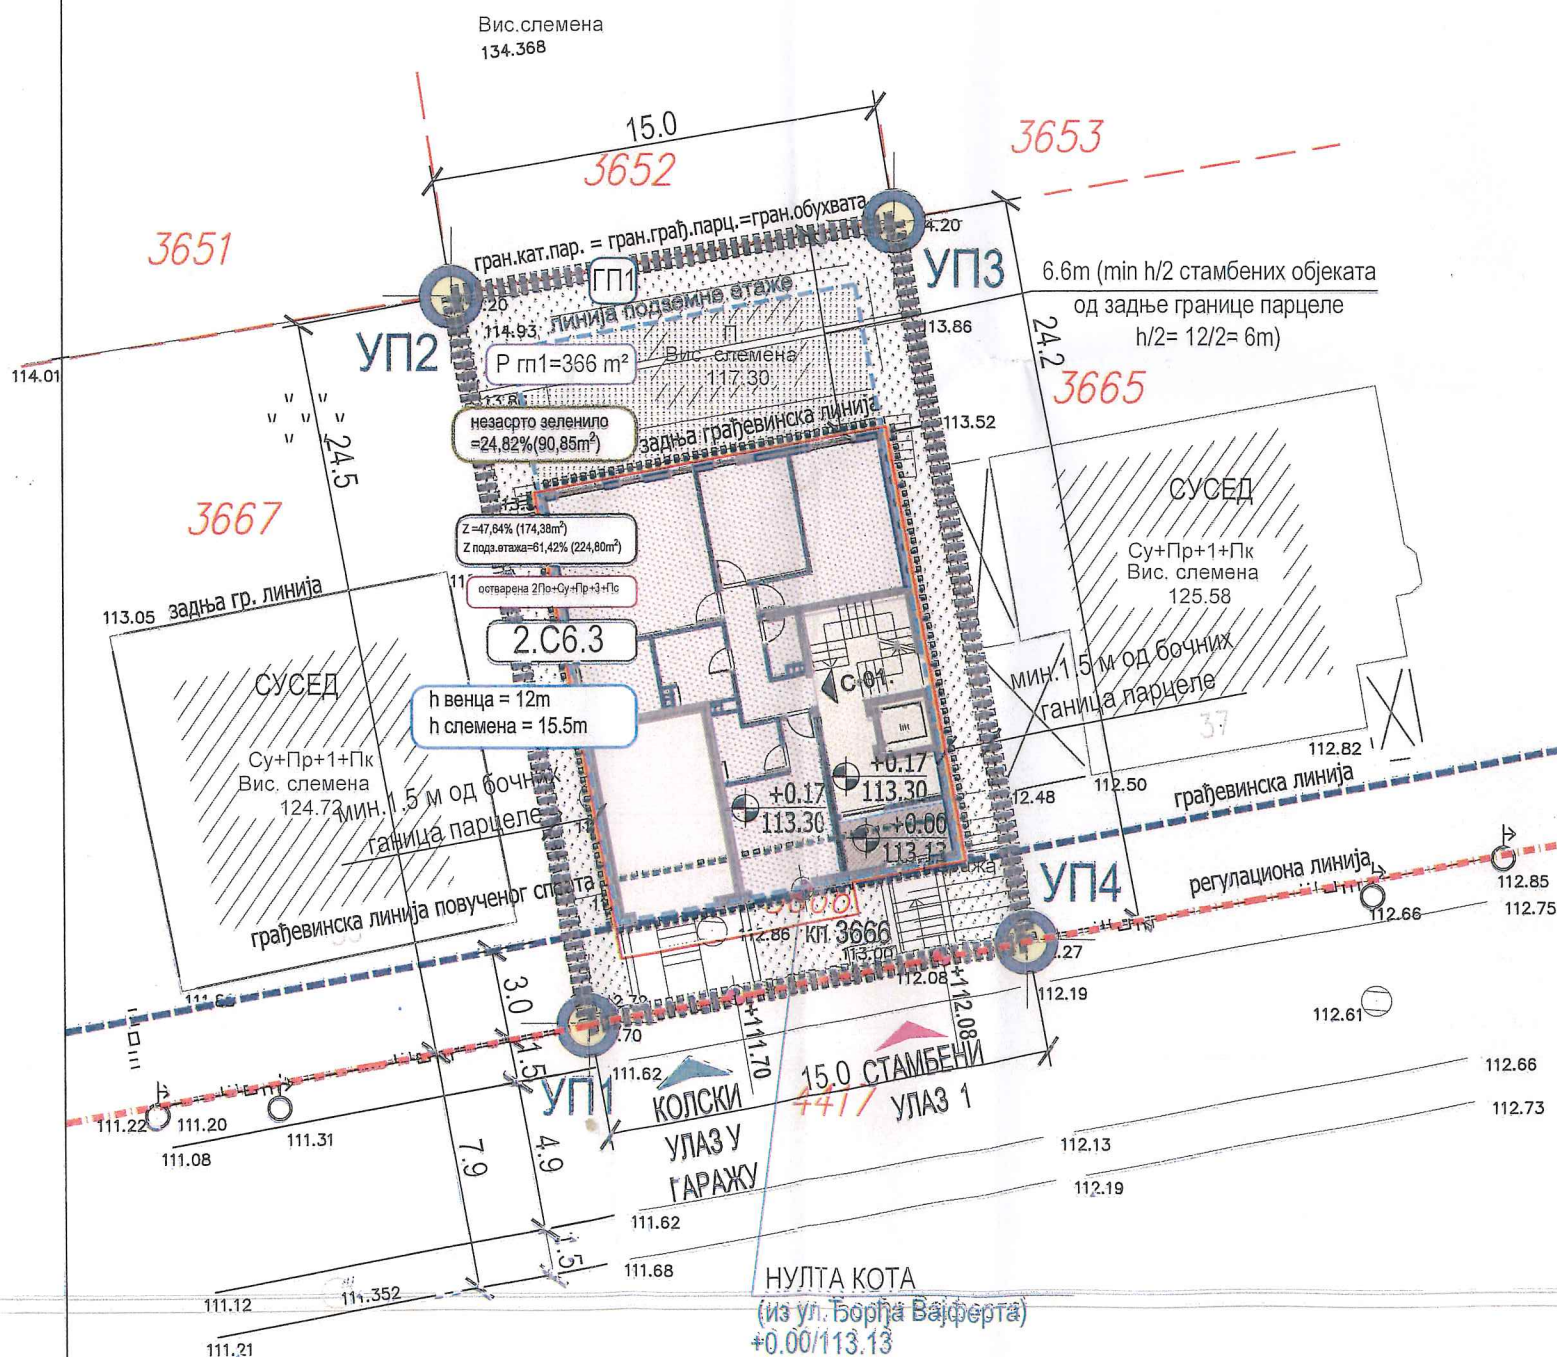 Вис.слемена
134.368
15.0
3652
3653
3651
гран.кат.пар. = гран.грађ.парц.=гран.обухвата
4.20
УП3
ГП1
6.6m (min h/2 стамбених објеката
од задње границе парцеле
h/2= 12/2= 6m)
линија подземне етаже
114.93
113.86
УП2
П
Вис. слемена
117.30
P гп1=366 m²
114.01
24.2
3665
незасрто зеленило
=24,82%(90,85m²)
задња грађевинска линија
113.52
24.5
3667
СУСЕД
Z =47,64% (174,38m²)
Z подз.етажа=61,42% (224,80m²)
Су+Пр+1+Пк
Вис. слемена
125.58
остварена 2По+Су+Пр+3+Пс
113.05
задња гр. линија
2.С6.3
СУСЕД
мин.1.5 м од бочних
ганица парцеле
С-01.
h венца = 12m
h слемена = 15.5m
37
112.82
Су+Пр+1+Пк
Вис. слемена
124.72
мин.1.5 м од бочних
ганица парцеле
+0.17
113.30
+0.17
113.30
12.48
112.50
грађевинска линија
+0.00
113.13
УП4
регулациона линија
112.85
112.75
112.66
грађевинска линија повученог спрата
112.86
кп 3666
113.00
112.08
.27
112.19
3.0
112.61
.70
+111.70
+112.08
1.5
УП1
111.62
КОЛСКИ
УЛАЗ У
ГАРАЖУ
15.0
СТАМБЕНИ
УЛАЗ 1
4417
112.66
112.73
111.22
111.20
111.31
111.08
7.9
4.9
112.13
112.19
111.62
111.68
НУЛТА КОТА
(из ул. Ђорђа Вајферта)
+0.00/113.13
111.12
111.352
111.21